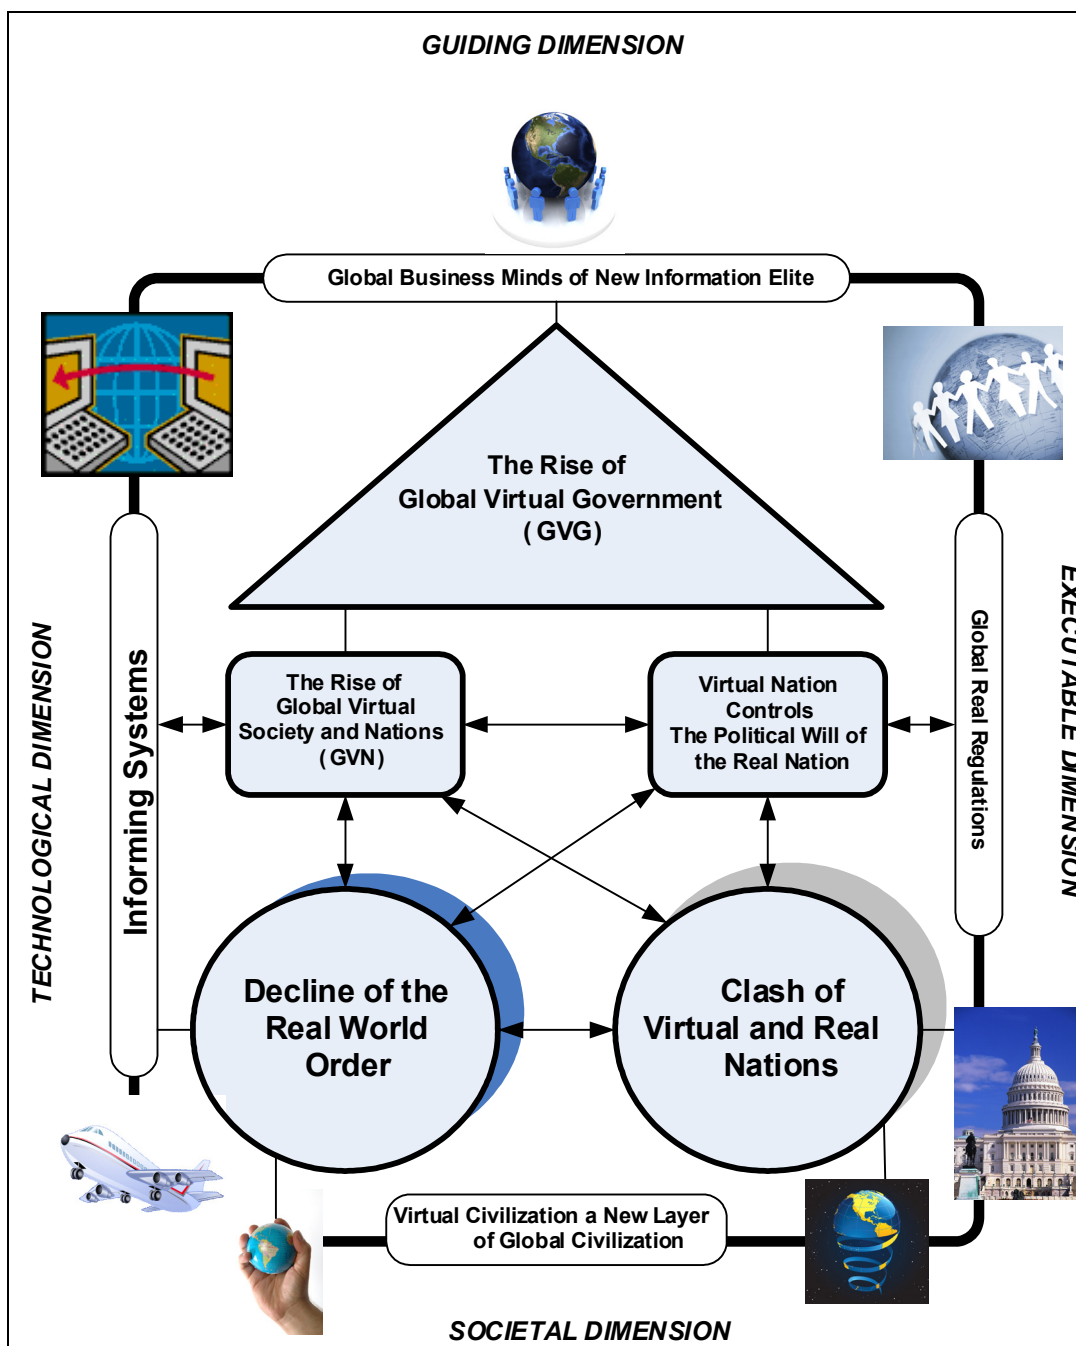 GUIDING DIMENSION
Global Business Minds of New Information Elite
The Rise of
Global Virtual Government
( GVG)
TECHNOLOGICAL DIMENSION
Informing Systems
The Rise of
Global Virtual
Society and Nations
( GVN)
Virtual Nation
Controls
The Political Will of
the Real Nation
Global Real Regulations
EXECUTABLE DIMENSION
Decline of the
Real World
Order
Clash of
Virtual and Real
Nations
Virtual Civilization a New Layer
of Global Civilization
SOCIETAL DIMENSION